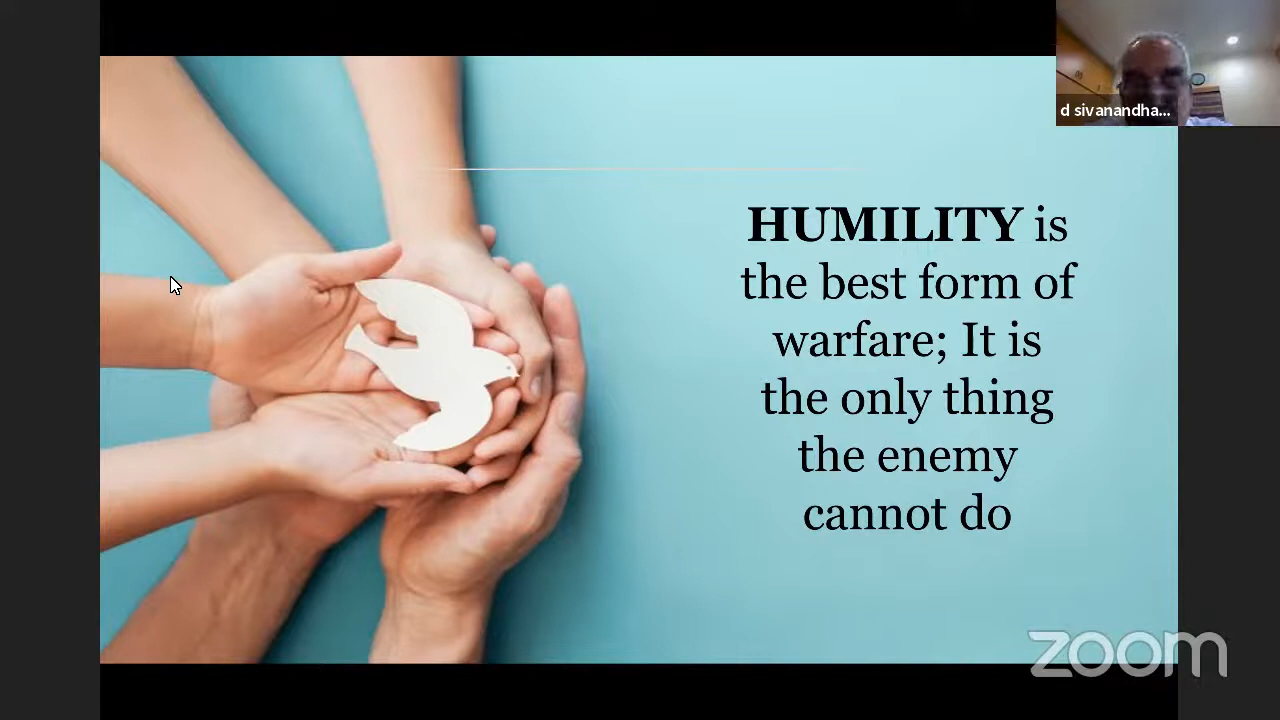 d sivanandha...
HUMILITY is
the best form of
warfare; It is
the only thing
the enemy
cannot do
zoom